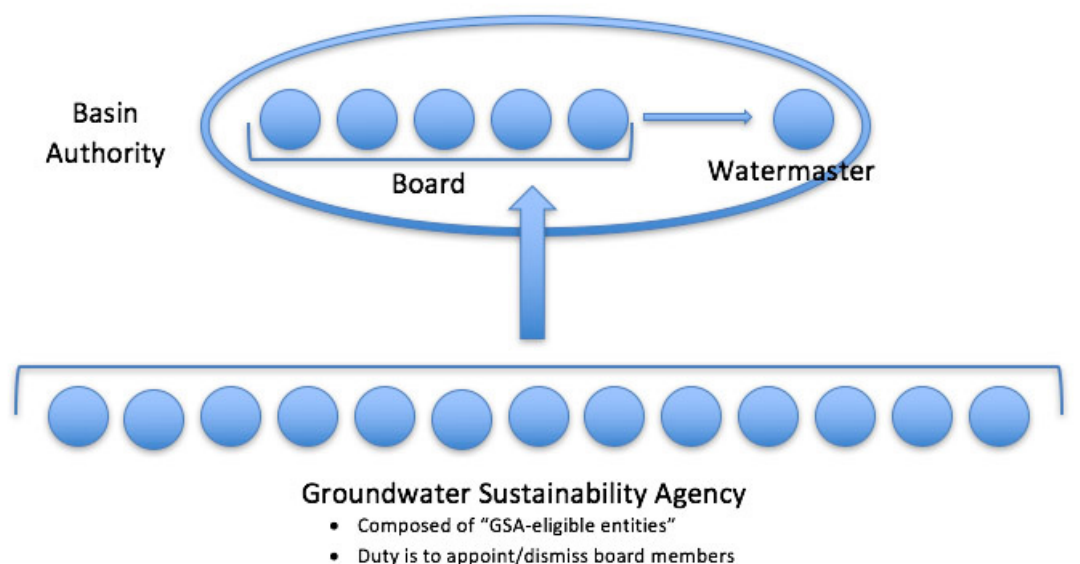 Basin
Authority
Board
Watermaster
Groundwater Sustainability Agency
• Composed of “GSA-eligible entities”
• Duty is to appoint/dismiss board members